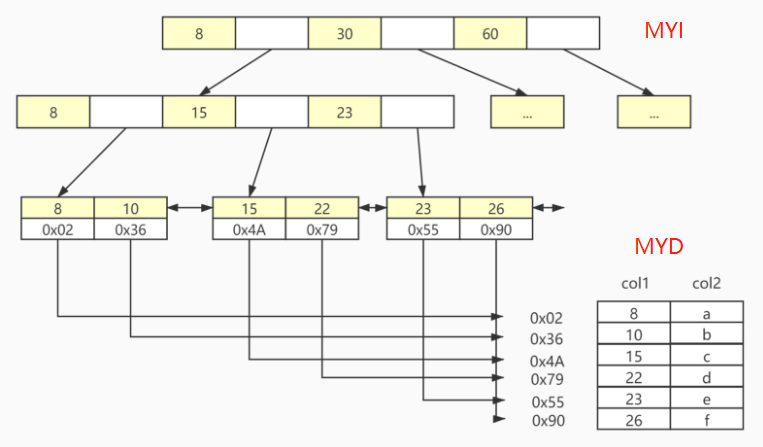 8 30 60 MYI
8 15 23 ... ...
8 10 15 22 23 26
0x02 0x36 0x4A 0x79 0x55 0x90
MYD
col1 col2
0x02 8 a
0x36 10 b
0x4A 15 c
0x79 22 d
0x55 23 e
0x90 26 f